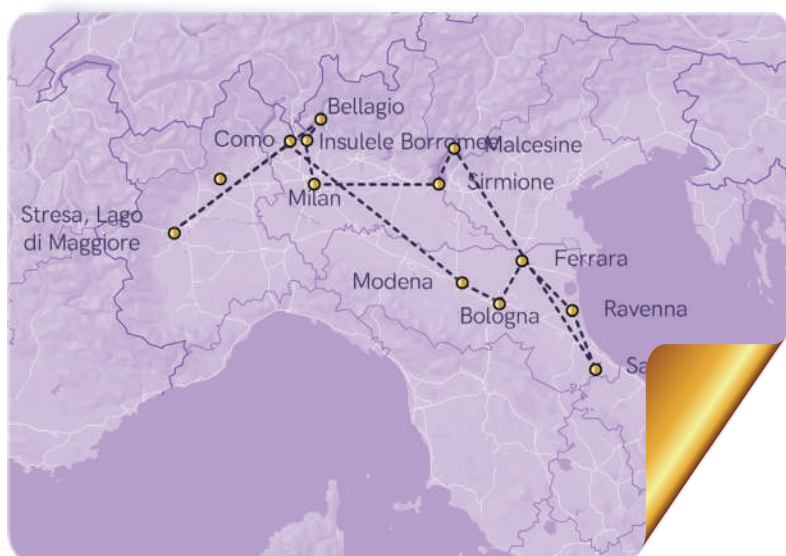 Bellagio
Como
Insulele Borromee
Malcesine
Milan
Sirmione
Stresa, Lago
di Maggiore
Ferrara
Modena
Bologna
Ravenna